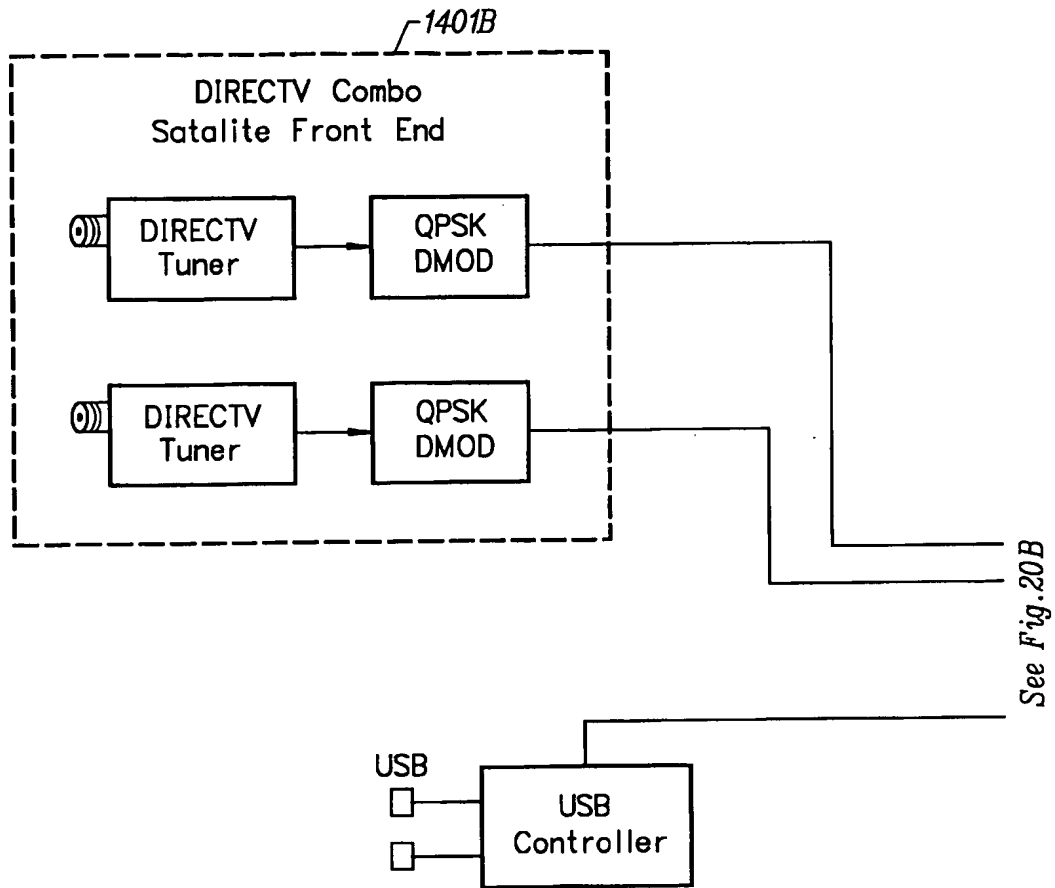 1401B
DIRECTV Combo
Satalite Front End
DIRECTV
Tuner
QPSK
DMOD
DIRECTV
Tuner
QPSK
DMOD
See Fig.20B
USB
USB
Controller